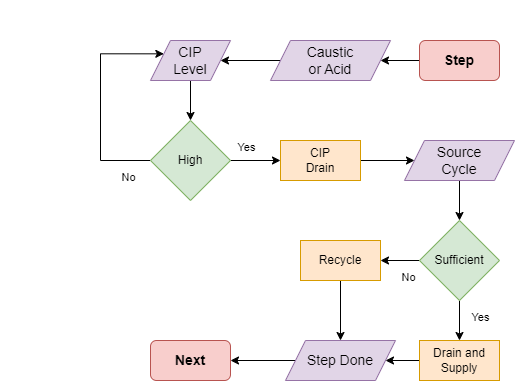 CIP
Level
Caustic
or Acid
Step
High
Yes
No
CIP
Drain
Source
Cycle
Recycle
Sufficient
No
Yes
Next
Step Done
Drain and
Supply